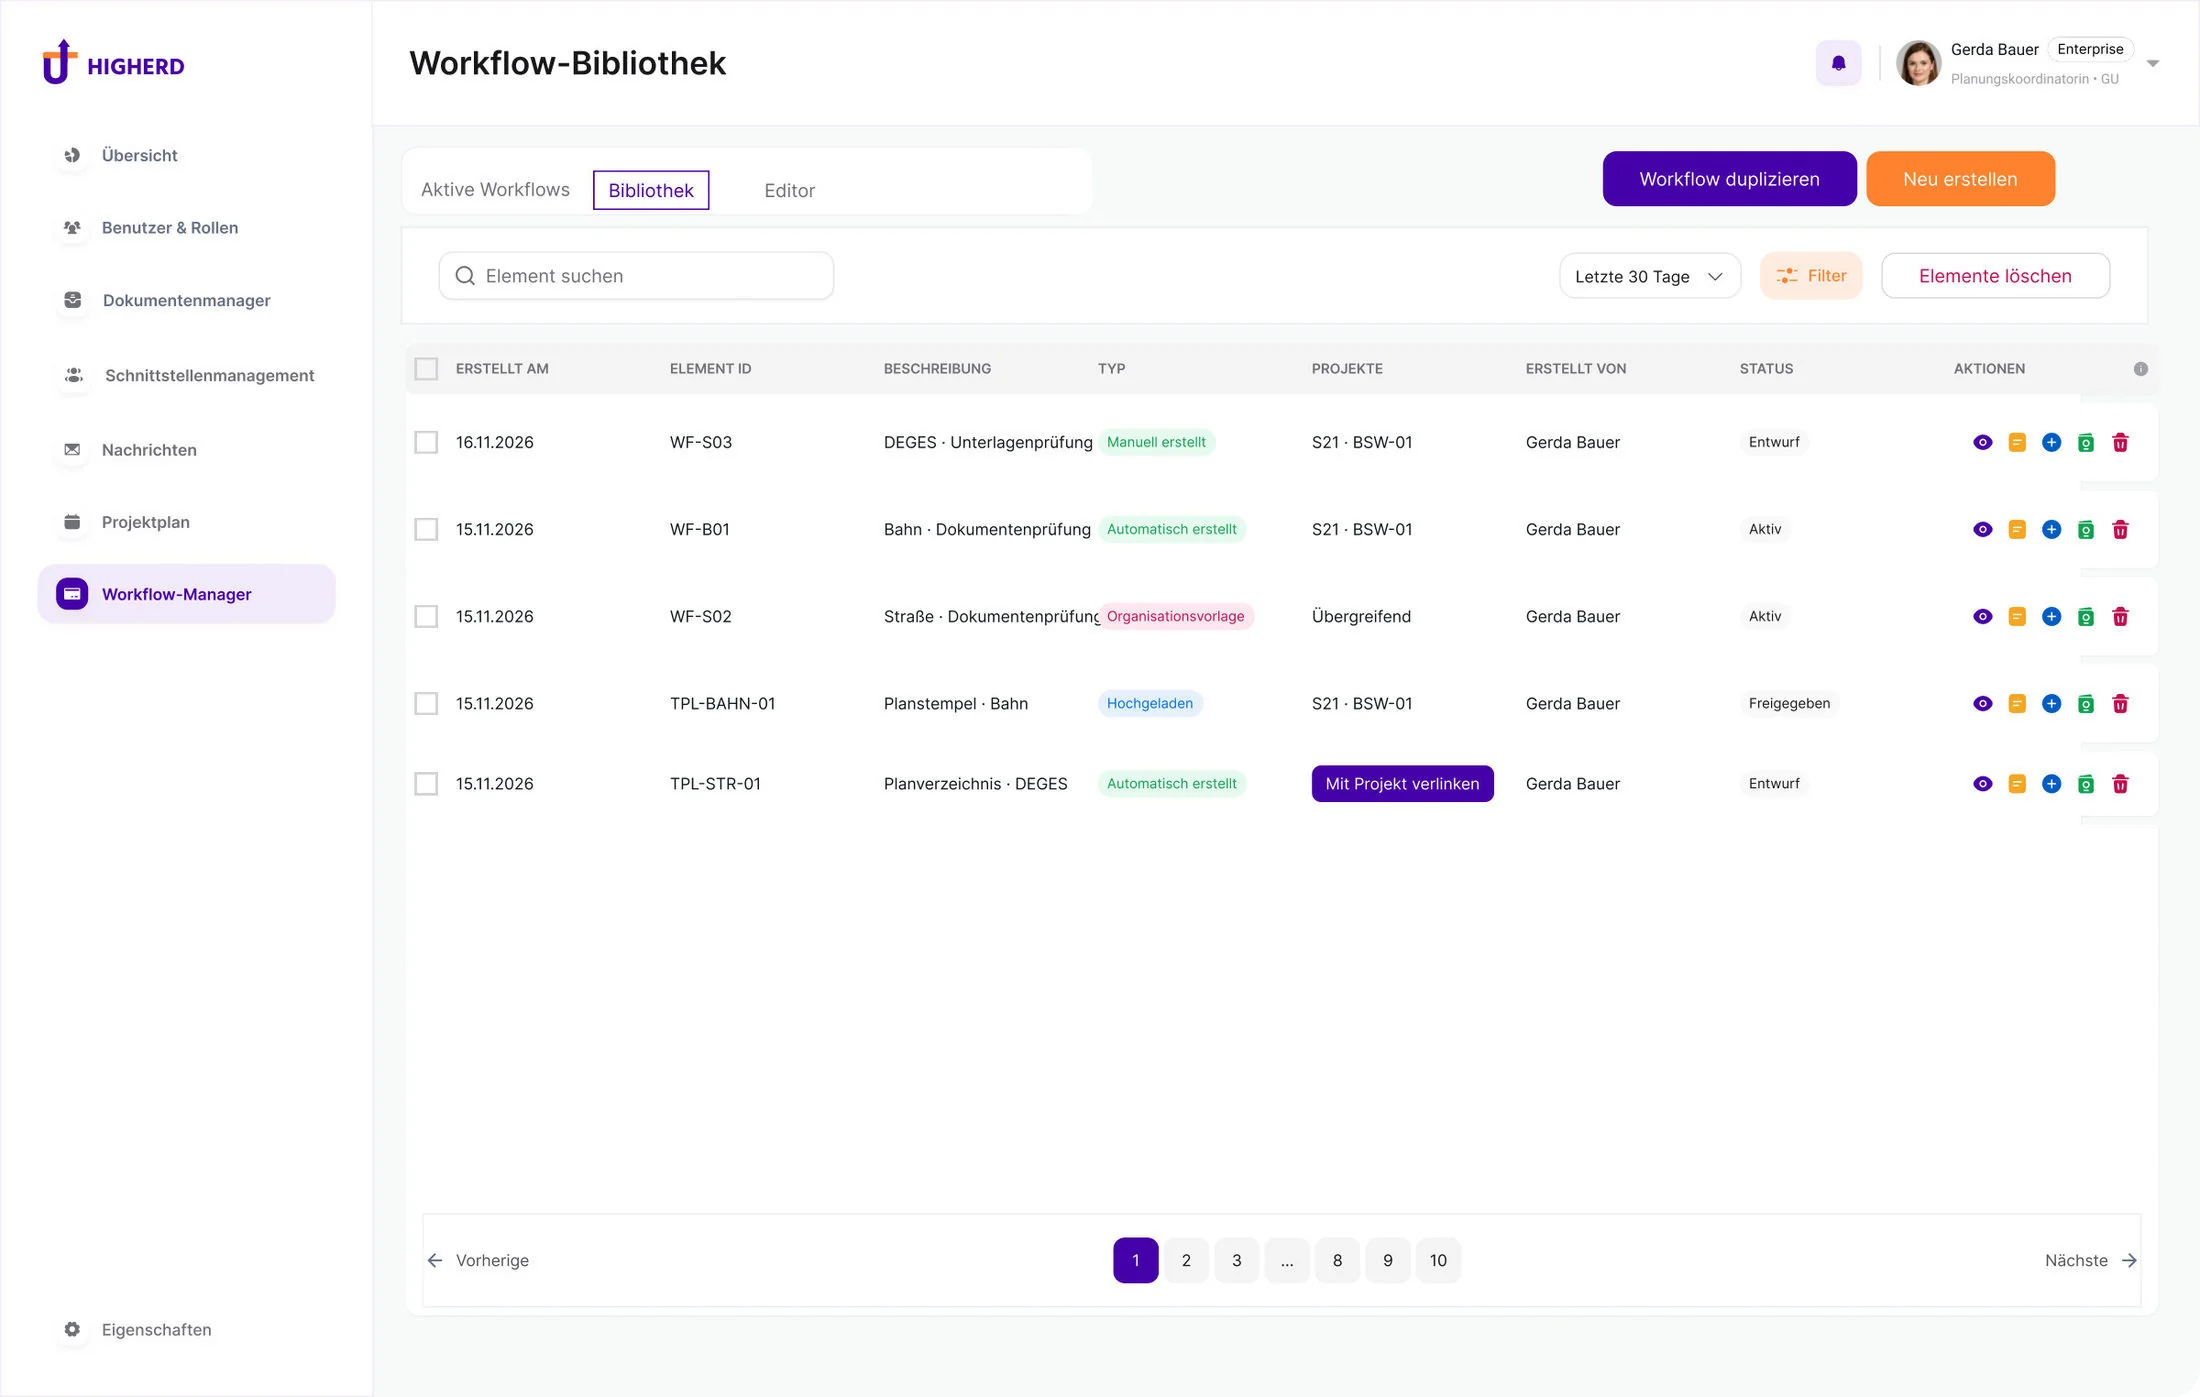 HIGHERD
Workflow-Bibliothek
Gerda Bauer
Enterprise
Planungskoordinatorin • GU
Übersicht
Benutzer & Rollen
Dokumentenmanager
Schnittstellenmanagement
Nachrichten
Projektplan
Workflow-Manager
Eigenschaften
Aktive Workflows
Bibliothek
Editor
Workflow duplizieren
Neu erstellen
Element suchen
Letzte 30 Tage
Filter
Elemente löschen
ERSTELLT AM ELEMENT ID BESCHREIBUNG TYP PROJEKTE ERSTELLT VON STATUS AKTIONEN
16.11.2026 WF-S03 DEGES · Unterlagenprüfung Manuell erstellt S21 · BSW-01 Gerda Bauer Entwurf
15.11.2026 WF-B01 Bahn · Dokumentenprüfung Automatisch erstellt S21 · BSW-01 Gerda Bauer Aktiv
15.11.2026 WF-S02 Straße · Dokumentenprüfung Organisationsvorlage Übergreifend Gerda Bauer Aktiv
15.11.2026 TPL-BAHN-01 Planstempel · Bahn Hochgeladen S21 · BSW-01 Gerda Bauer Freigegeben
15.11.2026 TPL-STR-01 Planverzeichnis · DEGES Automatisch erstellt Mit Projekt verlinken Gerda Bauer Entwurf
Vorherige 1 2 3 ... 8 9 10 Nächste